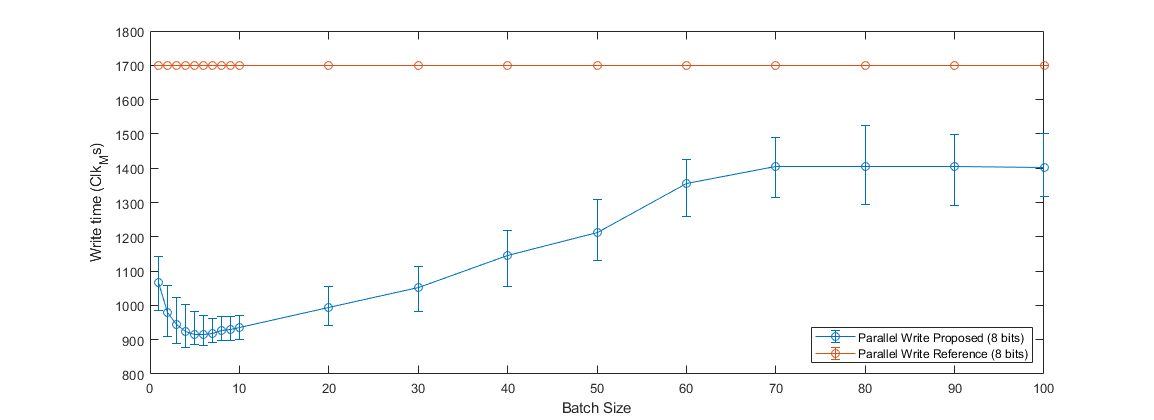 1800
1700
1600
1500
1400
1300
1200
1100
1000
900
800
Write time (Clk_M s)
0 10 20 30 40 50 60 70 80 90 100
Batch Size
Parallel Write Proposed (8 bits)
Parallel Write Reference (8 bits)